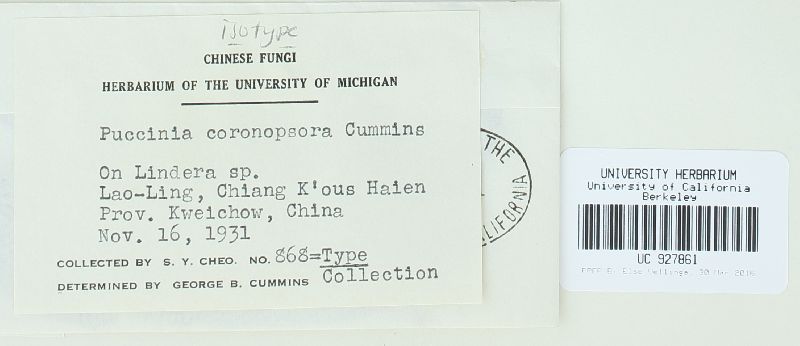 Isotype
CHINESE FUNGI
HERBARIUM OF THE UNIVERSITY OF MICHIGAN
Puccinia coronopsora Cummins
On Lindera sp.
Lao-Ling, Chiang K'ous Haien
Prov. Kweichow, China
Nov. 16, 1931
COLLECTED BY S. Y. CHEO. NO. 868=Type
Collection
DETERMINED BY GEORGE B. CUMMINS
THE
LIFORNIA
UNIVERSITY HERBARIUM
University of California
Berkeley
UC 927861